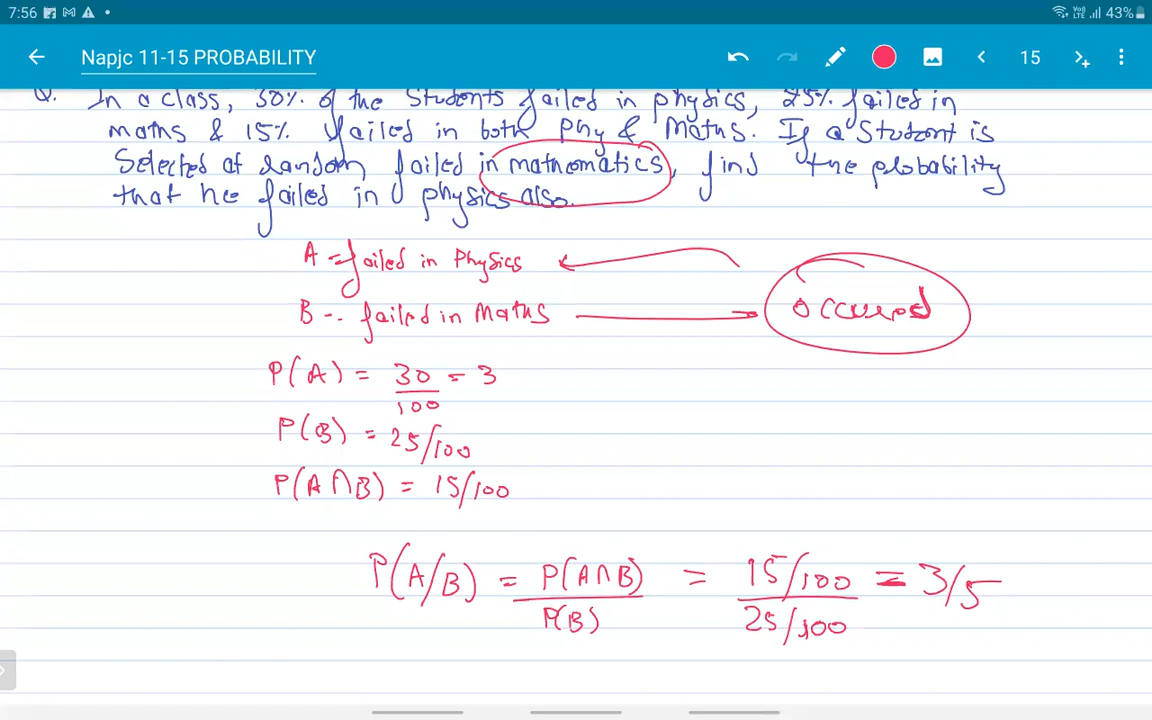 7:56
Vo) LTE 43%
Napjc 11-15 PROBABILITY
15
Q. In a class, 30% of the Students failed in physics, 25% failed in
maths & 15% failed in both phy & Maths. If a Student is
Selected at random failed in mathematics, find the probability
that he failed in physics also.
A = failed in Physics
B -.. failed in Maths
occured
P(A) = 30/100 = 3
P(B) = 25/100
P(A∩B) = 15/100
P(A/B) = P(A∩B)/P(B) = 15/100/25/100 = 3/5